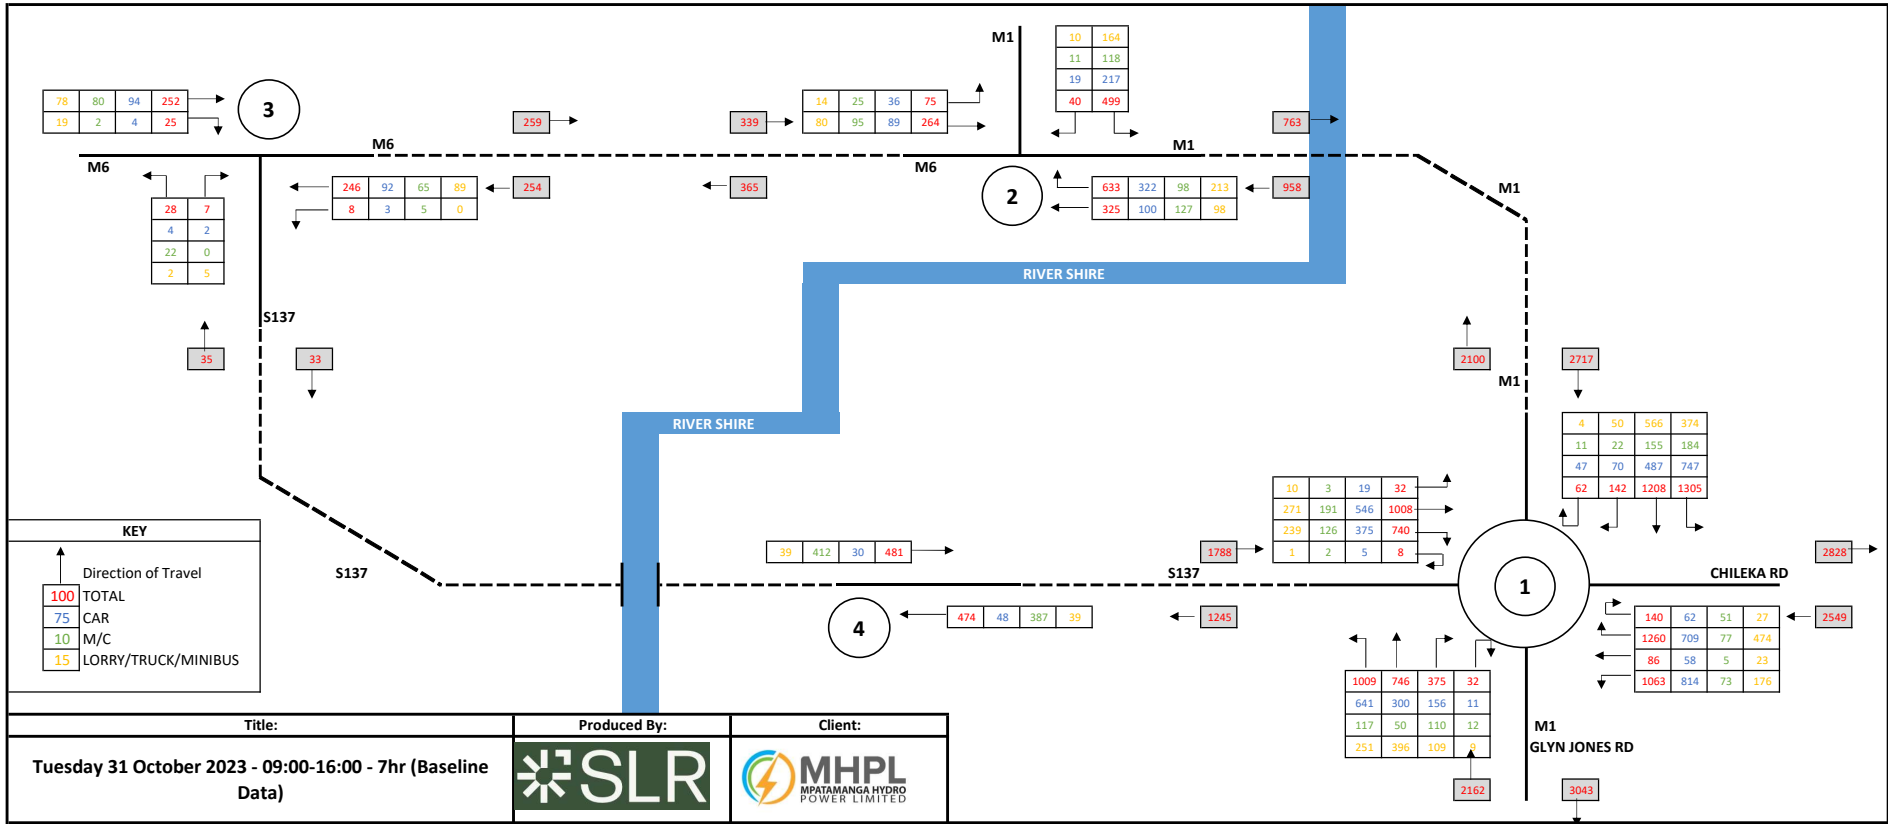 M1
10 164
11 118
19 217
40 499
78 80 94 252
19 2 4 25
3
259
339
14 25 36 75
80 95 89 264
763
M6
M6
M6
M1
246 92 65 89
8 3 5 0
254
365
2
633 322 98 213
325 100 127 98
958
M1
28 7
4 2
22 0
2 5
RIVER SHIRE
S137
35
33
2100
2717
M1
RIVER SHIRE
4 50 566 374
11 22 155 184
47 70 487 747
62 142 1208 1305
10 3 19 32
271 191 546 1008
239 126 375 740
1 2 5 8
KEY
Direction of Travel
100 TOTAL
75 CAR
10 M/C
15 LORRY/TRUCK/MINIBUS
S137
39 412 30 481
1788
S137
1
CHILEKA RD
2828
4
474 48 387 39
1245
140 62 51 27
1260 709 77 474
86 58 5 23
1063 814 73 176
2549
1009 746 375 32
641 300 156 11
117 50 110 12
251 396 109 9
M1
GLYN JONES RD
2162
3043
Title:
Produced By:
Client:
Tuesday 31 October 2023 - 09:00-16:00 - 7hr (Baseline
Data)
SLR
MHPL
MPATAMANGA HYDRO
POWER LIMITED